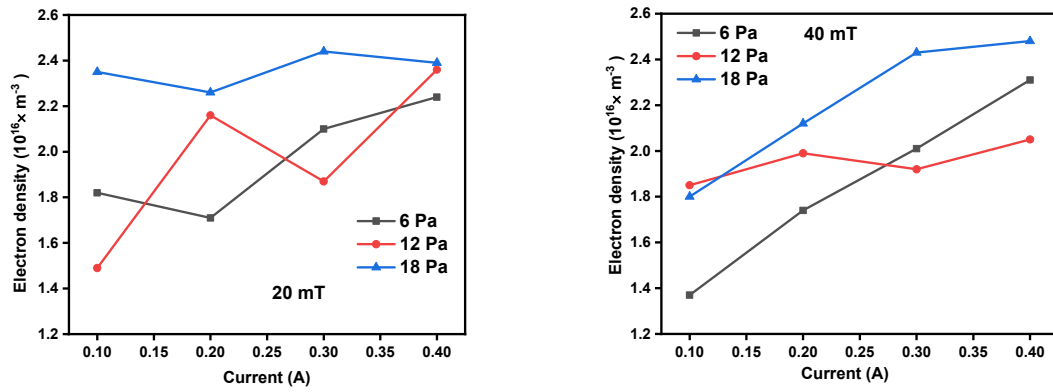 Electron density (10¹⁶× m⁻³)
2.4
2.2
2.0
1.8
1.6
1.4
1.2
6 Pa
12 Pa
18 Pa
20 mT
0.10 0.15 0.20 0.25 0.30 0.35 0.40
Current (A)
Electron density (10¹⁶× m⁻³)
2.6
2.4
2.2
2.0
1.8
1.6
1.4
1.2
6 Pa
12 Pa
18 Pa
40 mT
0.10 0.15 0.20 0.25 0.30 0.35 0.40
Current (A)